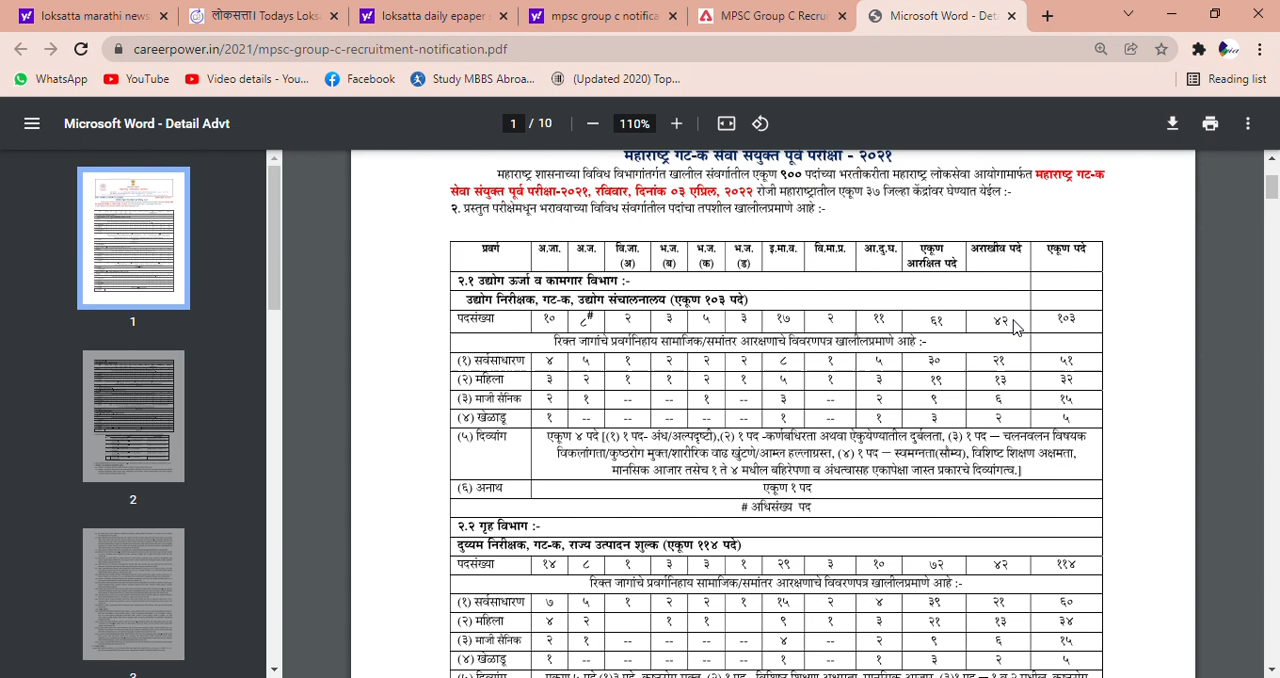 loksatta marathi news
लोकसत्ता। Todays Loks
loksatta daily epaper
mpsc group c notifica
MPSC Group C Recru
Microsoft Word - Det
careerpower.in/2021/mpsc-group-c-recruitment-notification.pdf
WhatsApp YouTube Video details - You... Facebook Study MBBS Abroa... (Updated 2020) Top... Reading list
Microsoft Word - Detail Advt 1 / 10 110%
1
2
महाराष्ट्र गट-क सेवा संयुक्त पूर्व परीक्षा - २०२१
महाराष्ट्र शासनाच्या विविध विभागांतर्गत खालील संवर्गातील एकूण ९०० पदांच्या भरतीकरीता महाराष्ट्र लोकसेवा आयोगामार्फत महाराष्ट्र गट-क
सेवा संयुक्त पूर्व परीक्षा-२०२१, रविवार, दिनांक ०३ एप्रिल, २०२२ रोजी महाराष्ट्रातील एकूण ३७ जिल्हा केंद्रांवर घेण्यात येईल :-
२. प्रस्तुत परीक्षेमधून भरावयाच्या विविध संवर्गातील पदांचा तपशील खालीलप्रमाणे आहे :-
प्रवर्ग अ.जा. अ.ज. वि.जा. (अ) भ.ज. (ब) भ.ज. (क) भ.ज. (ड) इ.मा.व. वि.मा.प्र. आ.दु.घ. एकूण आरक्षित पदे अराखीव पदे एकूण पदे
२.१ उद्योग ऊर्जा व कामगार विभाग :-
उद्योग निरीक्षक, गट-क, उद्योग संचालनालय (एकूण १०३ पदे)
पदसंख्या १० ८# २ ३ ५ ३ १७ २ ११ ६१ ४२ १०३
रिक्त जागांचे प्रवर्गनिहाय सामाजिक/समांतर आरक्षणाचे विवरणपत्र खालीलप्रमाणे आहे :-
(१) सर्वसाधारण ४ ५ १ २ २ २ ८ १ ५ ३० २१ ५१
(२) महिला ३ २ १ १ २ १ ५ १ ३ १९ १३ ३२
(३) माजी सैनिक २ १ -- -- १ -- ३ -- २ ९ ६ १५
(४) खेळाडू १ -- -- -- -- -- १ -- १ ३ २ ५
(५) दिव्यांग एकूण ४ पदे [(१) १ पद- अंध/अल्पदृष्टी),(२) १ पद -कर्णबधिरता अथवा ऐकूयेण्यातील दुर्बलता, (३) १ पद – चलनवलन विषयक
विकलांगता/कुष्ठरोग मुक्त/शारीरिक वाढ खुंटणे/आम्ल हल्लाग्रस्त, (४) १ पद – स्वमग्नता(सौम्य), विशिष्ट शिक्षण अक्षमता,
मानसिक आजार तसेच १ ते ४ मधील बहिरेपणा व अंधत्वासह एकापेक्षा जास्त प्रकारचे दिव्यांगत्व.]
(६) अनाथ एकूण १ पद
# अधिसंख्य पद
२.२ गृह विभाग :-
दुय्यम निरीक्षक, गट-क, राज्य उत्पादन शुल्क (एकूण ११४ पदे)
पदसंख्या १४ ८ १ ३ ३ १ २९ ३ १० ७२ ४२ ११४
रिक्त जागांचे प्रवर्गनिहाय सामाजिक/समांतर आरक्षणाचे विवरणपत्र खालीलप्रमाणे आहे :-
(१) सर्वसाधारण ५ १ २ २ १ १५ २ ४ ३९ २१ ६०
(२) महिला ४ २ -- १ १ -- ९ १ ३ २१ १३ ३४
(३) माजी सैनिक २ १ -- -- -- -- ४ -- २ ९ ६ १५
(४) खेळाडू १ -- -- -- -- -- १ -- १ ३ २ ५